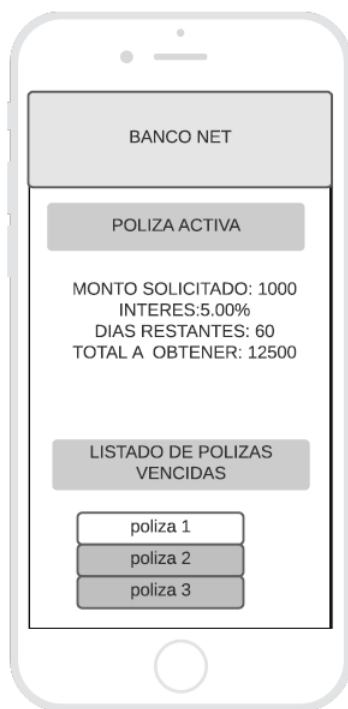 BANCO NET
POLIZA ACTIVA
MONTO SOLICITADO: 1000
INTERES:5.00%
DIAS RESTANTES: 60
TOTAL A OBTENER: 12500
LISTADO DE POLIZAS
VENCIDAS
poliza 1
poliza 2
poliza 3